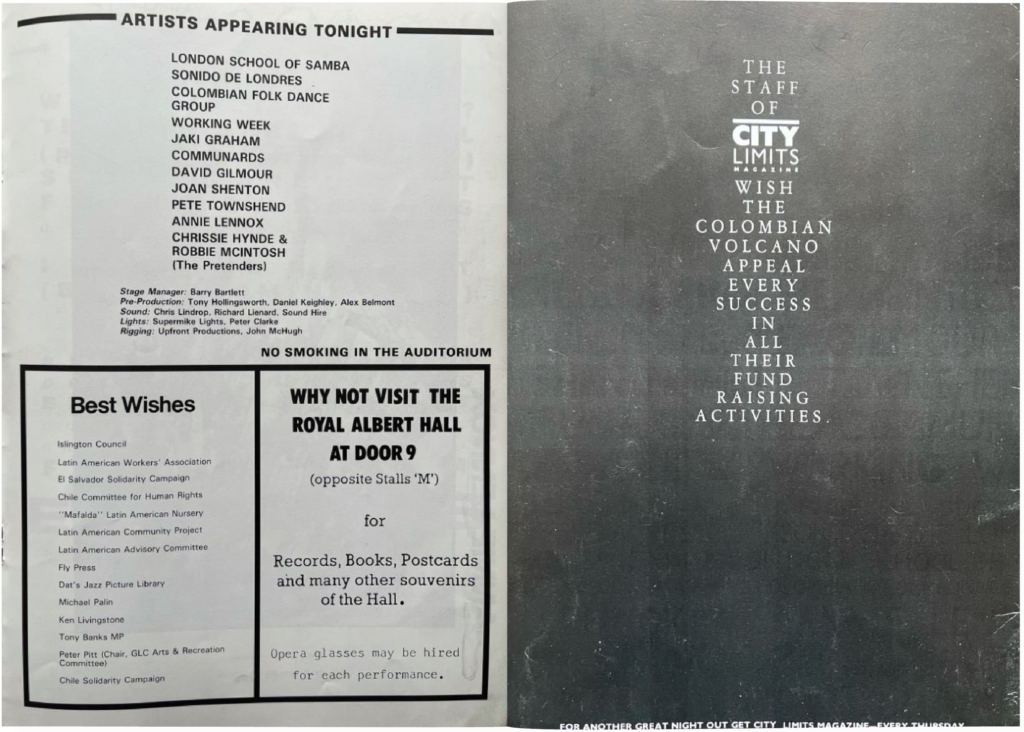 ARTISTS APPEARING TONIGHT
LONDON SCHOOL OF SAMBA
SONIDO DE LONDRES
COLOMBIAN FOLK DANCE
GROUP
WORKING WEEK
JAKI GRAHAM
COMMUNARDS
DAVID GILMOUR
JOAN SHENTON
PETE TOWNSHEND
ANNIE LENNOX
CHRISSIE HYNDE &
ROBBIE MCINTOSH
(The Pretenders)
Stage Manager: Barry Bartlett
Pre-Production: Tony Hollingsworth, Daniel Keighley, Alex Belmont
Sound: Chris Lindrop, Richard Lienard, Sound Hire
Lights: Supermike Lights, Peter Clarke
Rigging: Upfront Productions, John McHugh
NO SMOKING IN THE AUDITORIUM
Best Wishes
Islington Council
Latin American Workers' Association
El Salvador Solidarity Campaign
Chile Committee for Human Rights
"Mafalda" Latin American Nursery
Latin American Community Project
Latin American Advisory Committee
Fly Press
Dat's Jazz Picture Library
Michael Palin
Ken Livingstone
Tony Banks MP
Peter Pitt (Chair, GLC Arts & Recreation
Committee)
Chile Solidarity Campaign
WHY NOT VISIT THE
ROYAL ALBERT HALL
AT DOOR 9
(opposite Stalls 'M')
for
Records, Books, Postcards
and many other souvenirs
of the Hall.
Opera glasses may be hired
for each performance.
THE
STAFF
OF
CITY
LIMITS
MAGAZINE
WISH
THE
COLOMBIAN
VOLCANO
APPEAL
EVERY
SUCCESS
IN
ALL
THEIR
FUND
RAISING
ACTIVITIES.
FOR ANOTHER GREAT NIGHT OUT GET CITY LIMITS MAGAZINE—EVERY THURSDAY